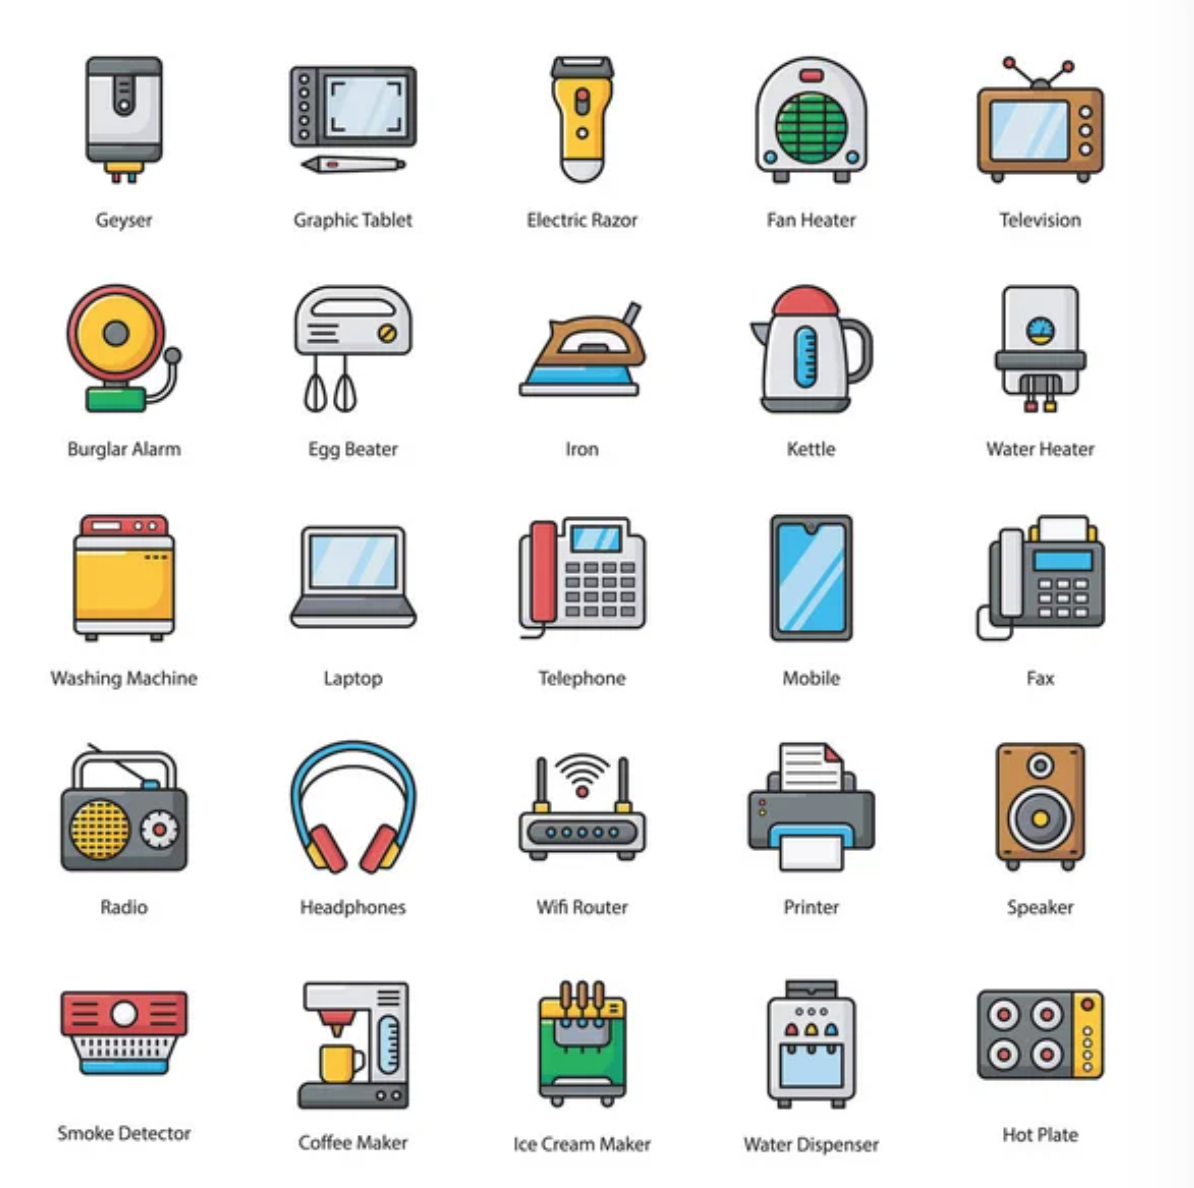 Geyser
Graphic Tablet
Electric Razor
Fan Heater
Television
Burglar Alarm
Egg Beater
Iron
Kettle
Water Heater
Washing Machine
Laptop
Telephone
Mobile
Fax
Radio
Headphones
Wifi Router
Printer
Speaker
Smoke Detector
Coffee Maker
Ice Cream Maker
Water Dispenser
Hot Plate